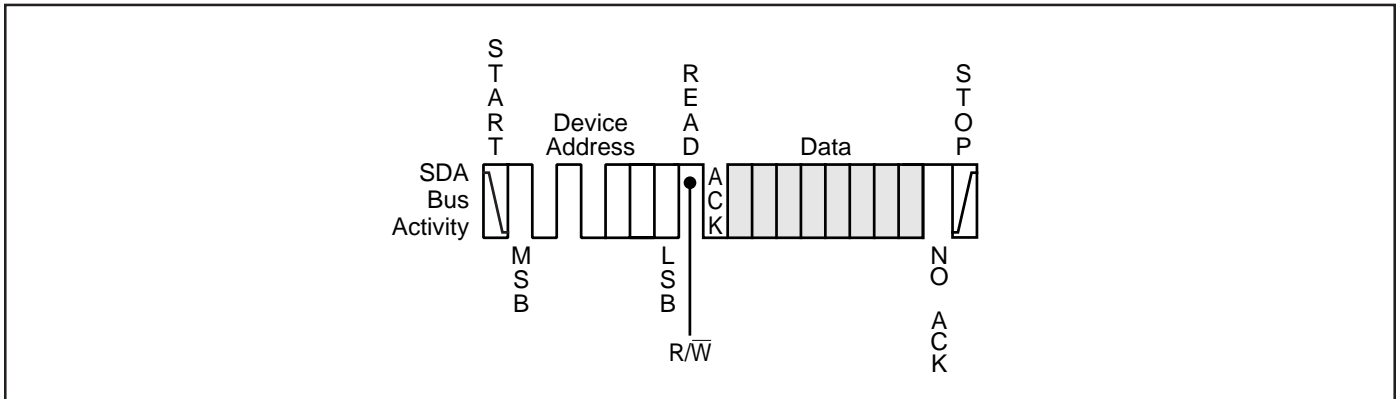 START
READ
STOP
Device
Address
Data
SDA
Bus
Activity
ACK
MSB
LSB
NO ACK
R/W̅